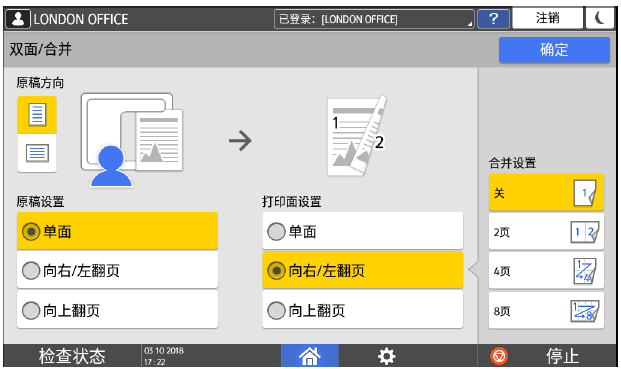 LONDON OFFICE
已登录：[LONDON OFFICE]
?
注销
双面/合并
确定
原稿方向
1
2
原稿设置
单面
向右/左翻页
向上翻页
打印面设置
单面
向右/左翻页
向上翻页
合并设置
关
1
2页
1 2
4页
1
4
8页
1
8
检查状态
03 10 2018
17 : 22
停止